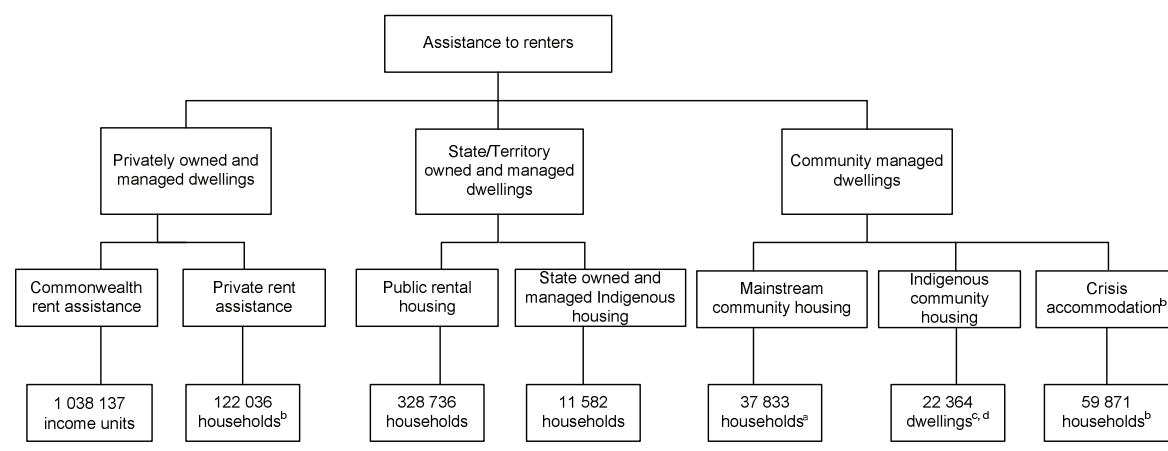 Assistance to renters
Privately owned and
managed dwellings
State/Territory
owned and managed
dwellings
Community managed
dwellings
Commonwealth
rent assistance
Private rent
assistance
Public rental
housing
State owned and
managed Indigenous
housing
Mainstream
community housing
Indigenous
community
housing
Crisis
accommodationb
1 038 137
income units
122 036
householdsb
328 736
households
11 582
households
37 833
householdsa
22 364
dwellingsc, d
59 871
householdsb